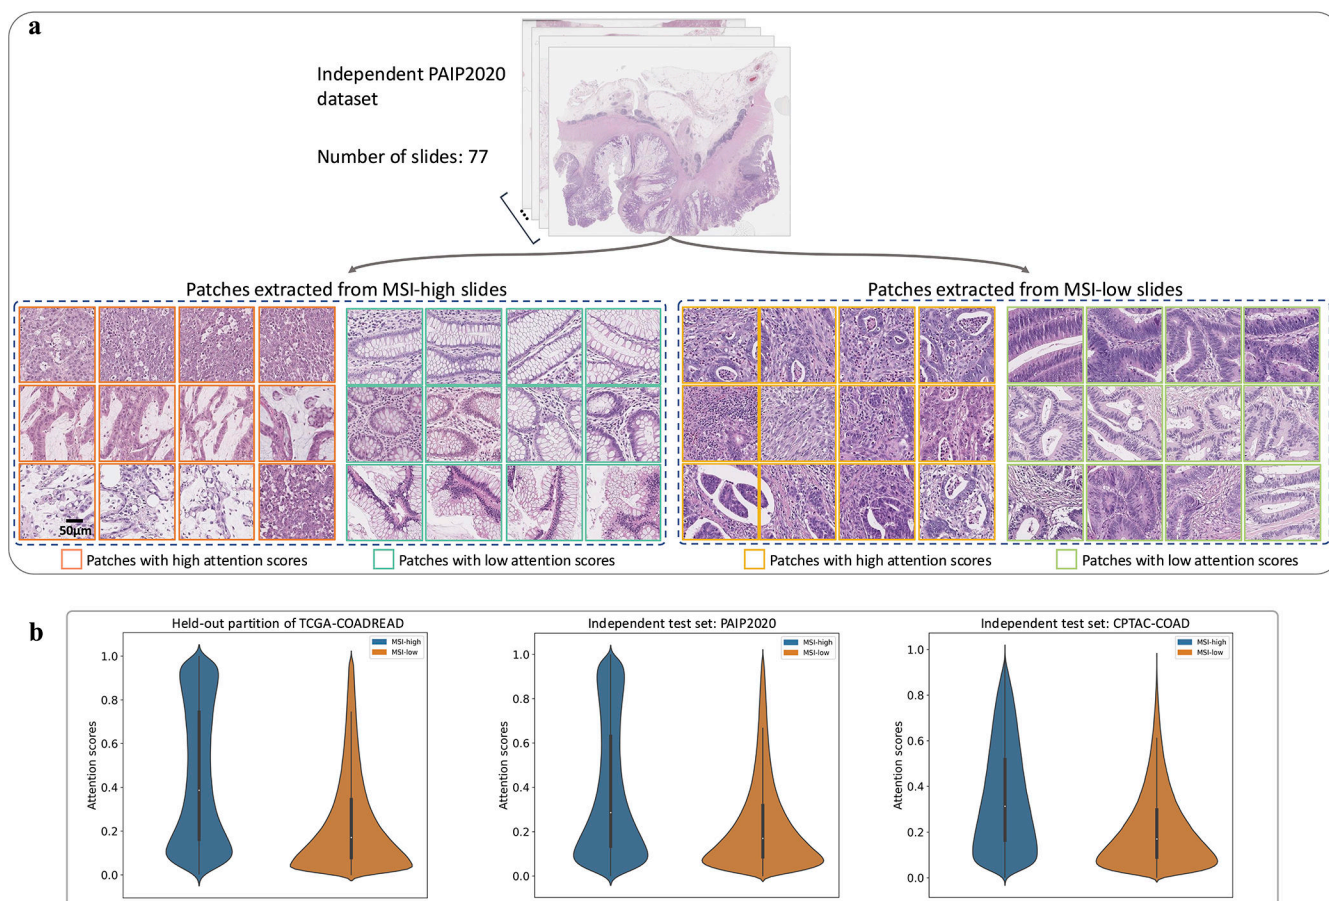 a
Independent PAIP2020
dataset
Number of slides: 77
Patches extracted from MSI-high slides
Patches extracted from MSI-low slides
50μm
Patches with high attention scores
Patches with low attention scores
Patches with high attention scores
Patches with low attention scores
b
Held-out partition of TCGA-COADREAD
MSI-high
MSI-low
Attention scores
1.0
0.8
0.6
0.4
0.2
0.0
Independent test set: PAIP2020
MSI-high
MSI-low
Attention scores
1.0
0.8
0.6
0.4
0.2
0.0
Independent test set: CPTAC-COAD
MSI-high
MSI-low
Attention scores
1.0
0.8
0.6
0.4
0.2
0.0